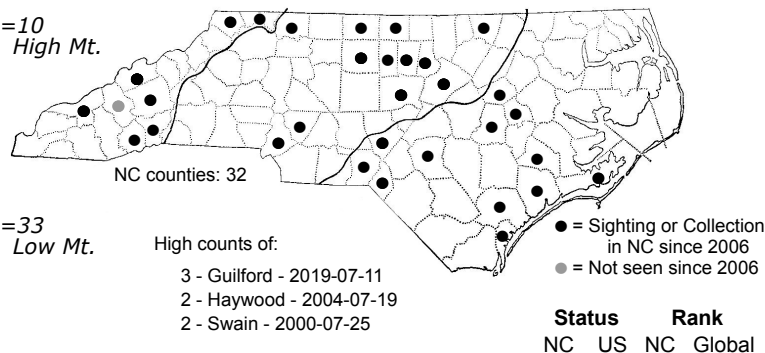 =10
High Mt.
NC counties: 32
=33
Low Mt.
High counts of:
3 - Guilford - 2019-07-11
2 - Haywood - 2004-07-19
2 - Swain - 2000-07-25
= Sighting or Collection
in NC since 2006
= Not seen since 2006
Status Rank
NC US NC Global